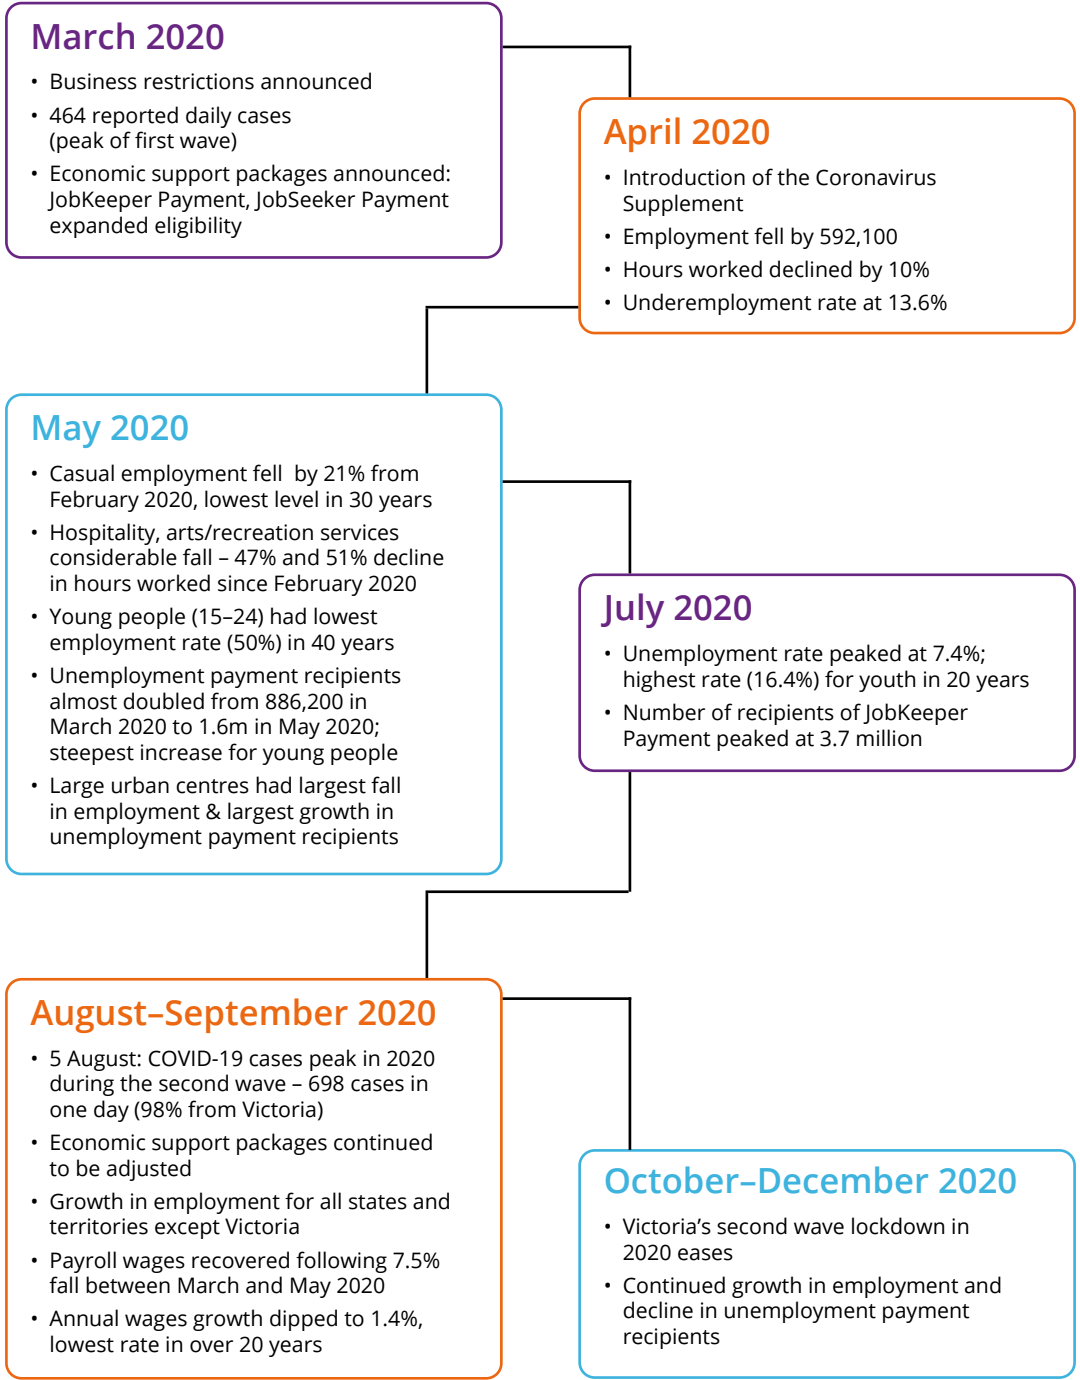 March 2020
• Business restrictions announced
• 464 reported daily cases
(peak of first wave)
• Economic support packages announced:
JobKeeper Payment, JobSeeker Payment
expanded eligibility
April 2020
• Introduction of the Coronavirus
Supplement
• Employment fell by 592,100
• Hours worked declined by 10%
• Underemployment rate at 13.6%
May 2020
• Casual employment fell  by 21% from
February 2020, lowest level in 30 years
• Hospitality, arts/recreation services
considerable fall – 47% and 51% decline
in hours worked since February 2020
• Young people (15–24) had lowest
employment rate (50%) in 40 years
• Unemployment payment recipients
almost doubled from 886,200 in
March 2020 to 1.6m in May 2020;
steepest increase for young people
• Large urban centres had largest fall
in employment & largest growth in
unemployment payment recipients
July 2020
• Unemployment rate peaked at 7.4%;
highest rate (16.4%) for youth in 20 years
• Number of recipients of JobKeeper
Payment peaked at 3.7 million
August–September 2020
• 5 August: COVID-19 cases peak in 2020
during the second wave – 698 cases in
one day (98% from Victoria)
• Economic support packages continued
to be adjusted
• Growth in employment for all states and
territories except Victoria
• Payroll wages recovered following 7.5%
fall between March and May 2020
• Annual wages growth dipped to 1.4%,
lowest rate in over 20 years
October–December 2020
• Victoria’s second wave lockdown in
2020 eases
• Continued growth in employment and
decline in unemployment payment
recipients